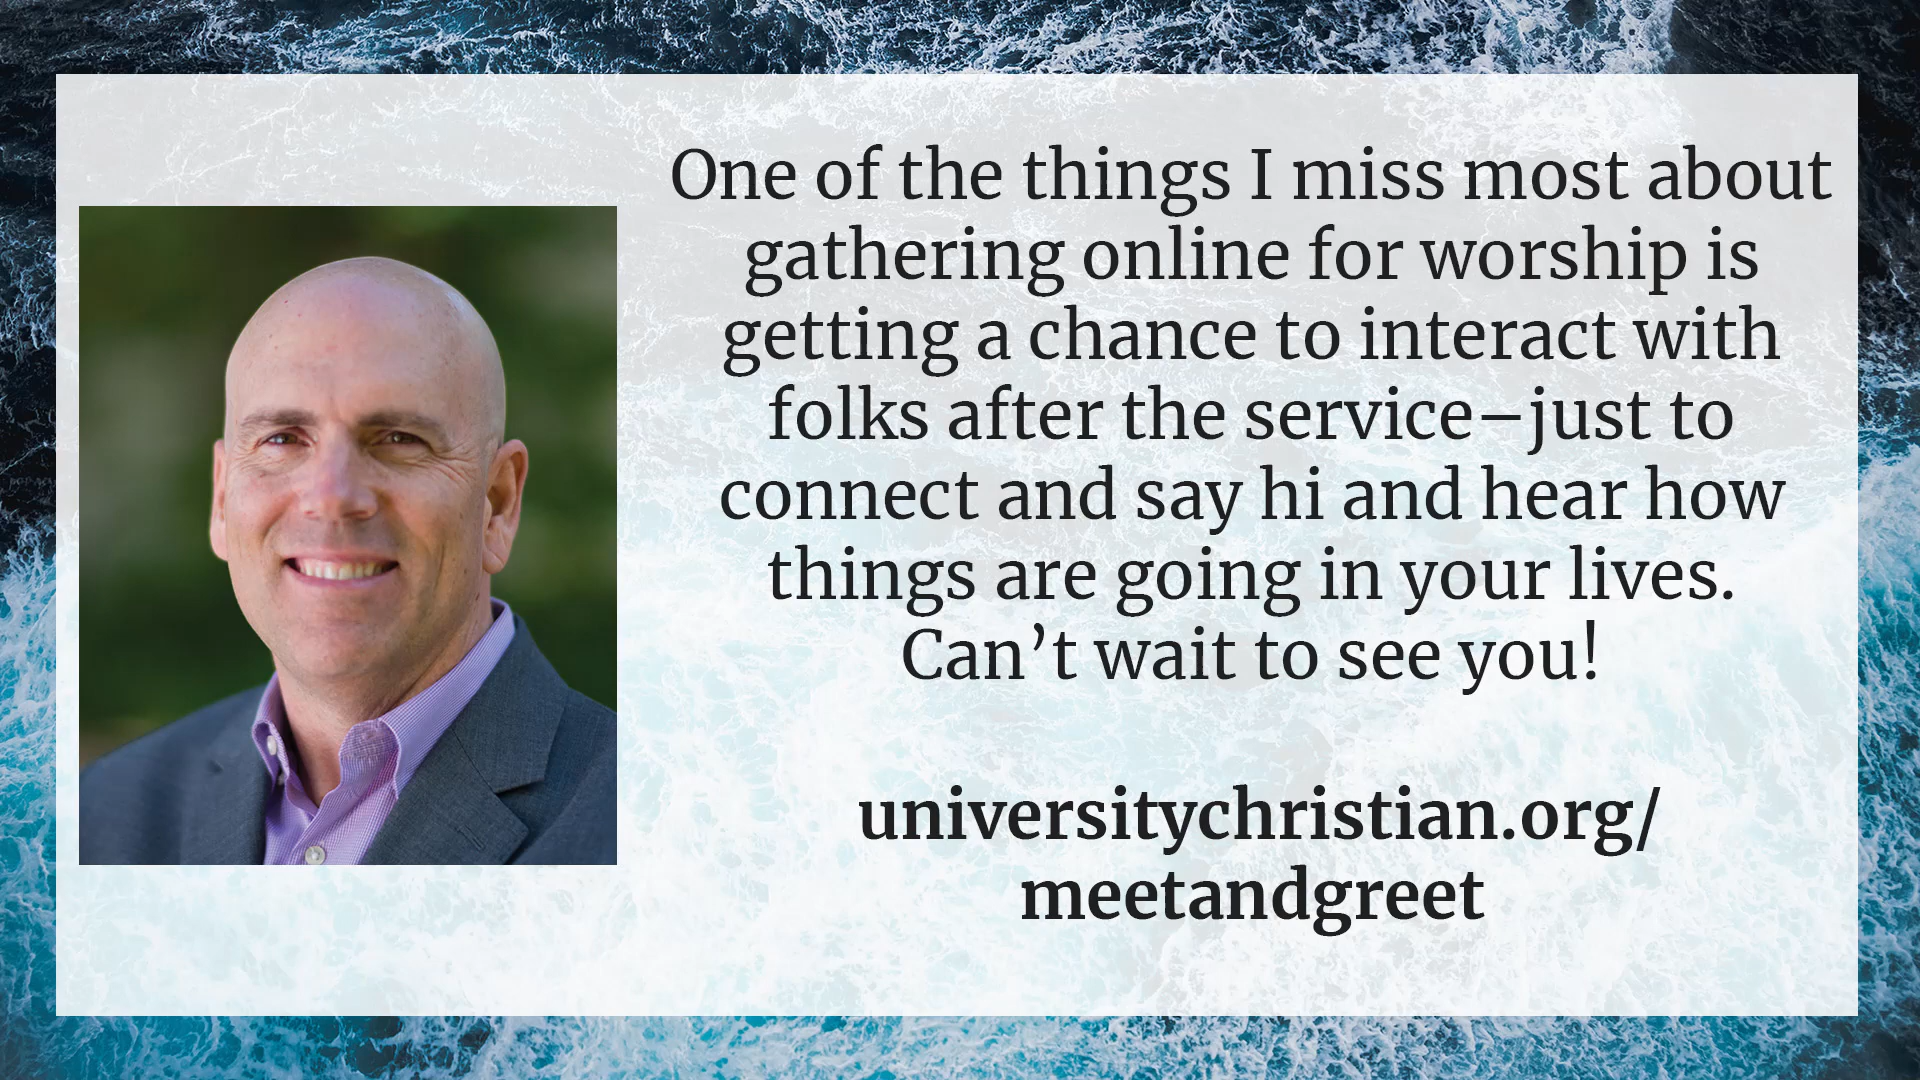 One of the things I miss most about
gathering online for worship is
getting a chance to interact with
folks after the service–just to
connect and say hi and hear how
things are going in your lives.
Can’t wait to see you!
universitychristian.org/
meetandgreet